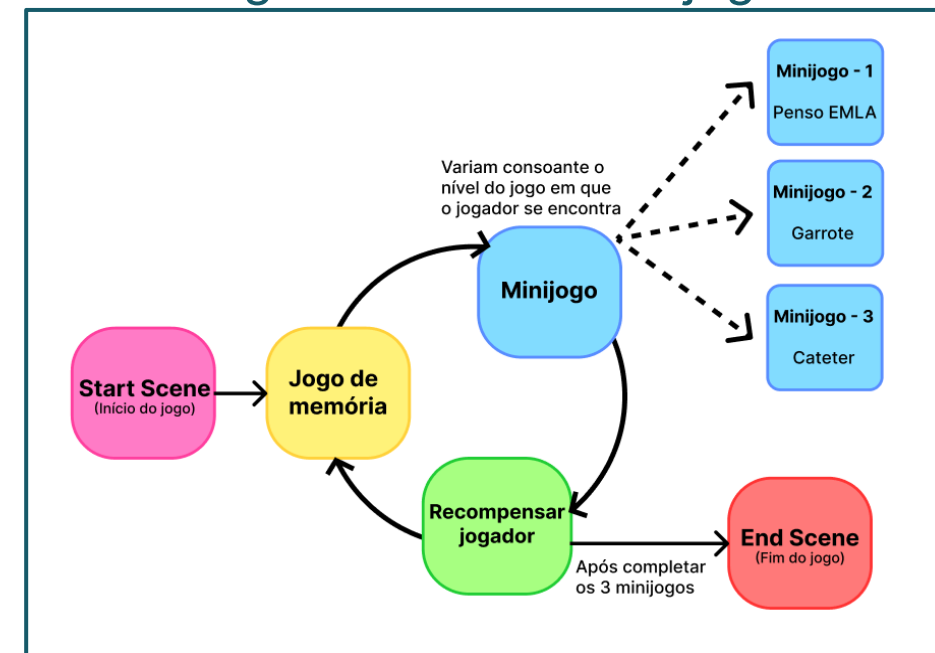 Minijogo - 1
Penso EMLA
Variam consoante o
nível do jogo em que
o jogador se encontra
Minijogo - 2
Garrote
Minijogo
Minijogo - 3
Cateter
Start Scene
(Início do jogo)
Jogo de
memória
Recompensar
jogador
End Scene
(Fim do jogo)
Após completar
os 3 minijogos